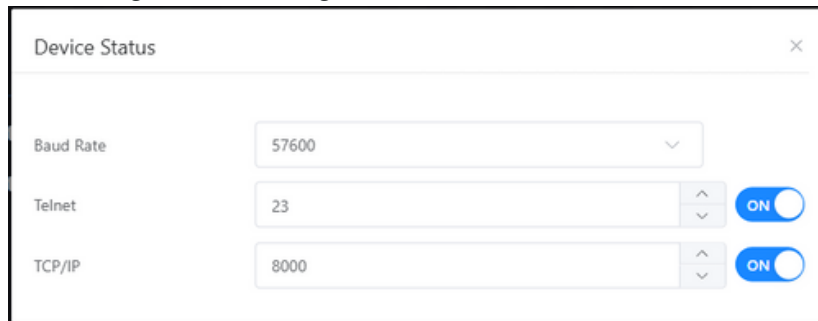 Device Status
Baud Rate 57600
Telnet 23 ON
TCP/IP 8000 ON